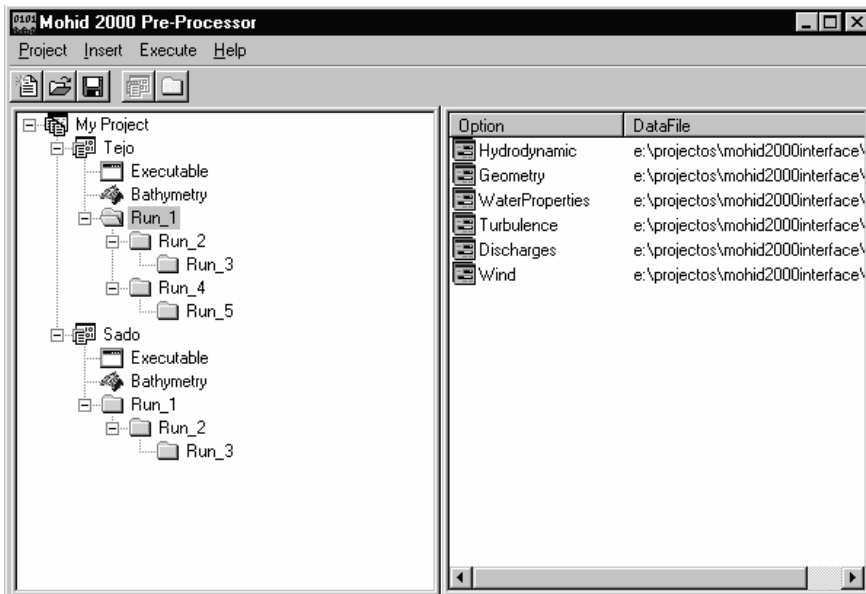 Mohid 2000 Pre-Processor
Project Insert Execute Help
My Project
Tejo
Executable
Bathymetry
Run_1
Run_2
Run_3
Run_4
Run_5
Sado
Executable
Bathymetry
Run_1
Run_2
Run_3
Option DataFile
Hydrodynamic e:\projectos\mohid2000interface\
Geometry e:\projectos\mohid2000interface\
WaterProperties e:\projectos\mohid2000interface\
Turbulence e:\projectos\mohid2000interface\
Discharges e:\projectos\mohid2000interface\
Wind e:\projectos\mohid2000interface\